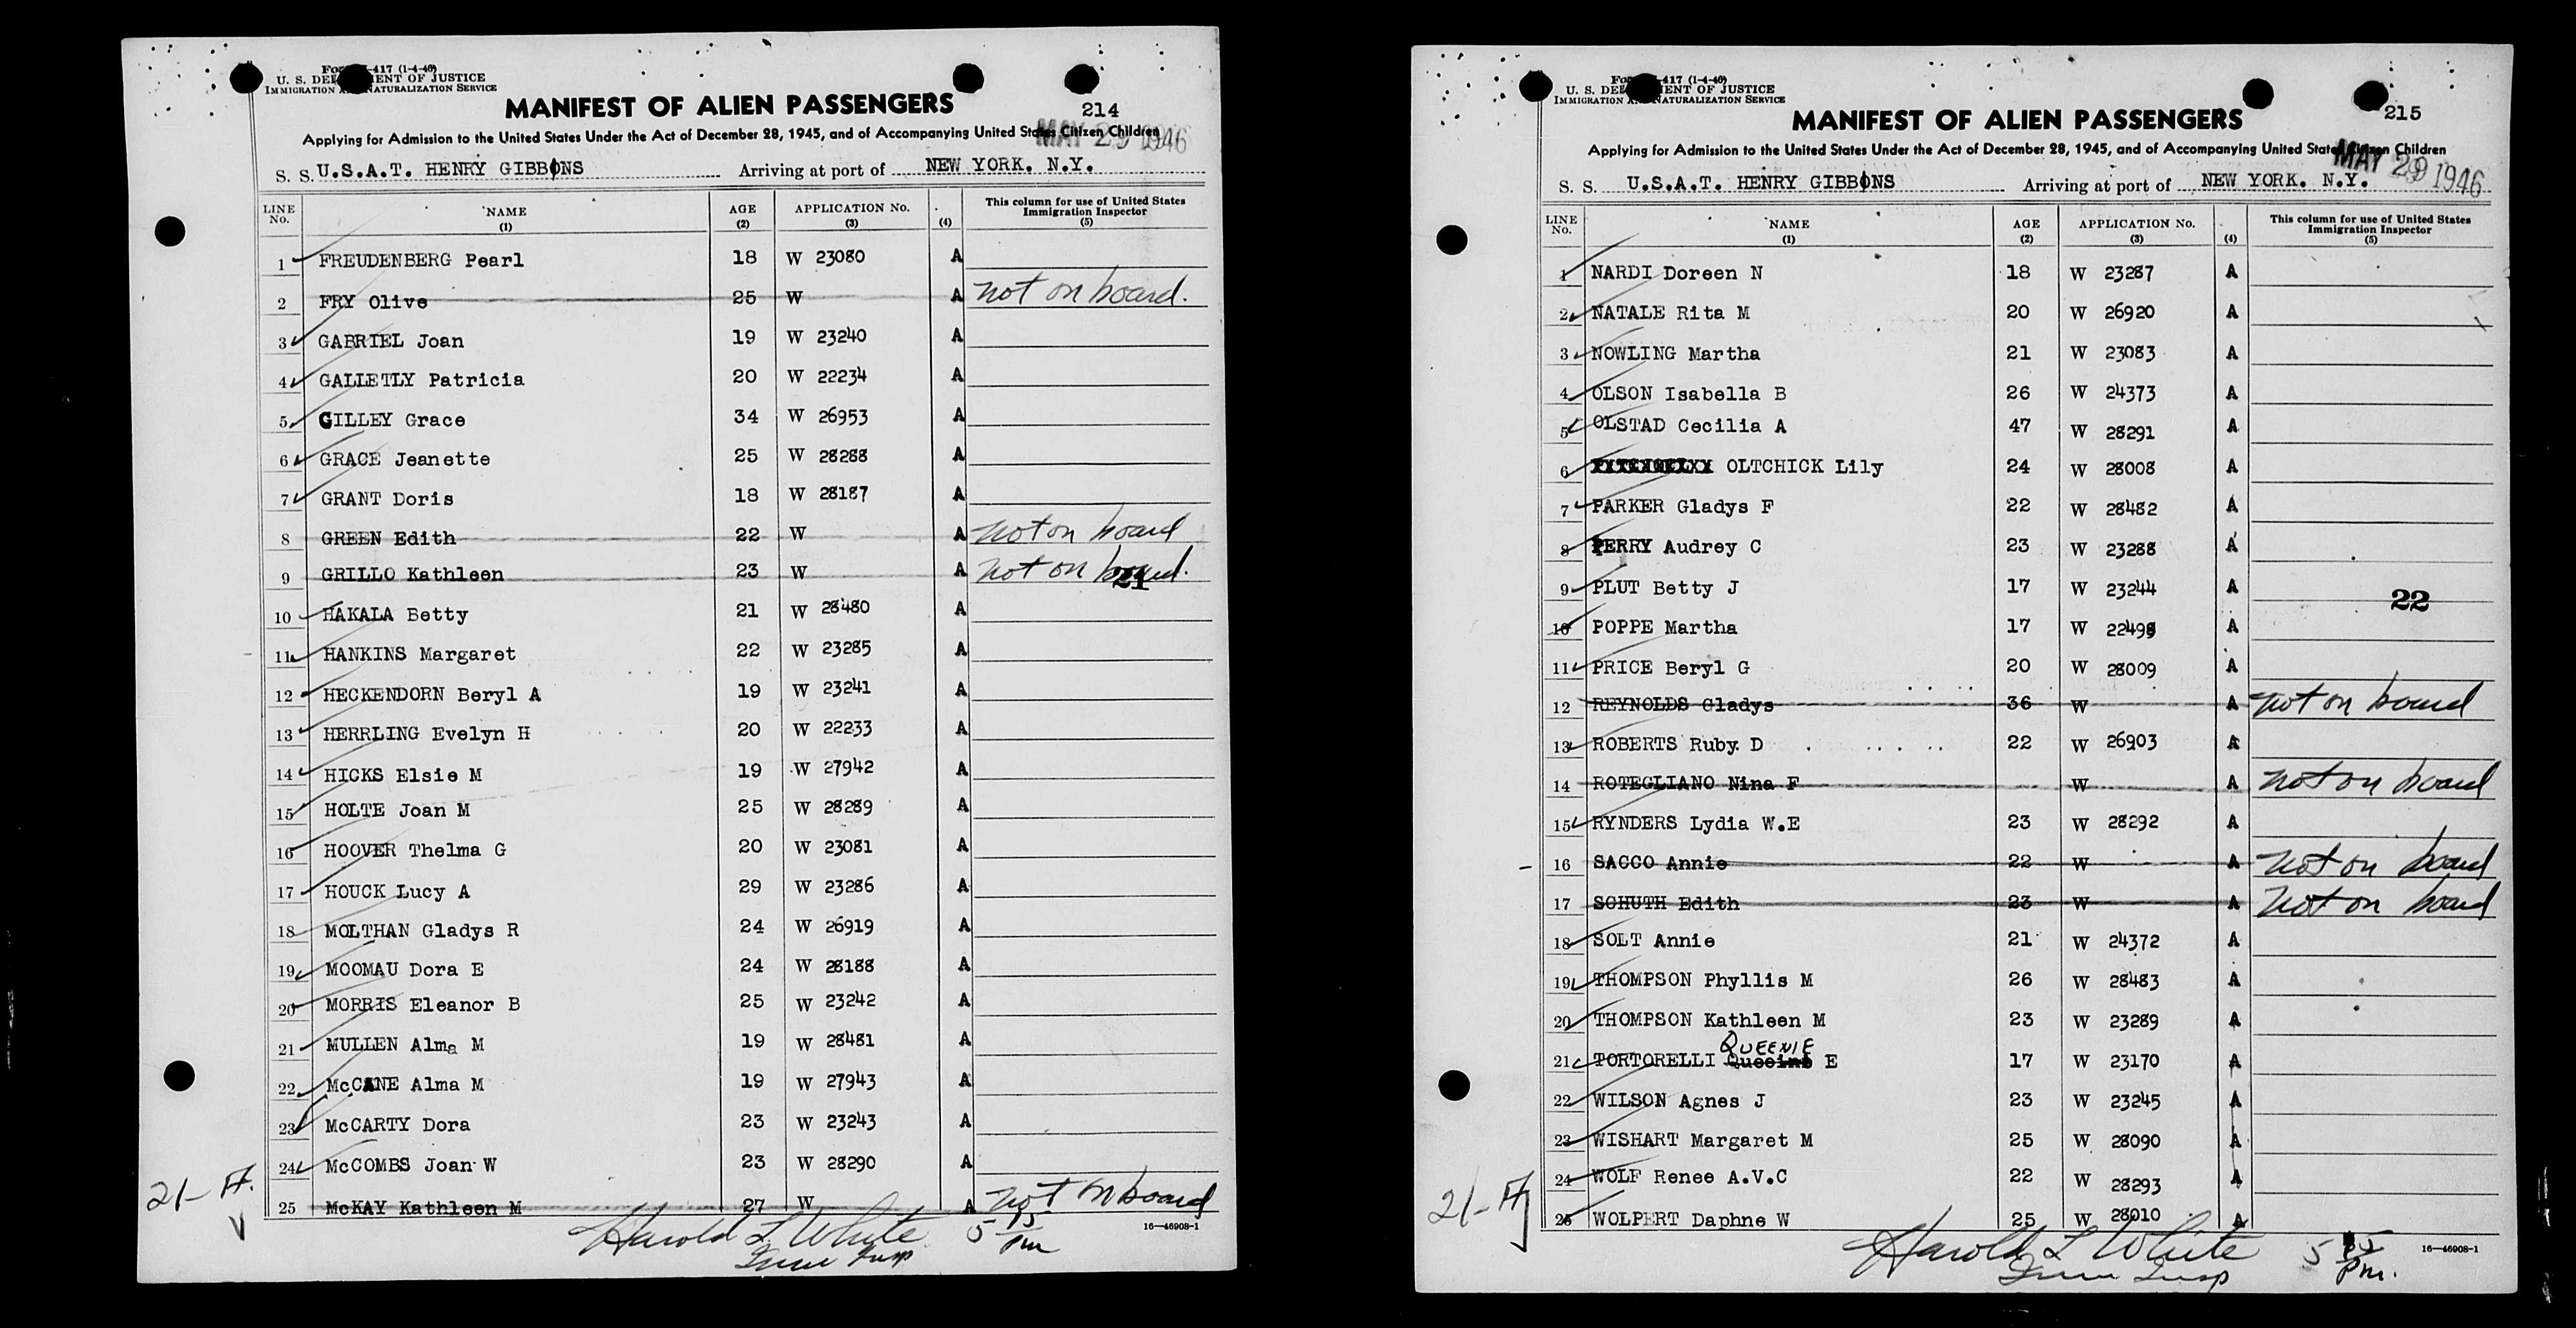 Form I-417 (1-4-46)
U. S. DEPARTMENT OF JUSTICE
IMMIGRATION AND NATURALIZATION SERVICE
MANIFEST OF ALIEN PASSENGERS
214
Applying for Admission to the United States Under the Act of December 28, 1945, and of Accompanying United States Citizen Children
MAY 29 1946
S. S. U.S.A.T. HENRY GIBBONS Arriving at port of NEW YORK. N.Y.
LINE No. NAME (1) AGE (2) APPLICATION No. (3) (4) This column for use of United States Immigration Inspector (5)
1 FREUDENBERG Pearl 18 W 23080 A
2 FRY Olive 25 W A not on board.
3 GABRIEL Joan 19 W 23240 A
4 GALLETLY Patricia 20 W 22234 A
5 GILLEY Grace 34 W 26953 A
6 GRACE Jeanette 25 W 28288 A
7 GRANT Doris 18 W 28187 A
8 GREEN Edith 22 W A not on board
9 GRILLO Kathleen 23 W A not on board.
21
10 HAKALA Betty 21 W 28480 A
11 HANKINS Margaret 22 W 23285 A
12 HECKENDORN Beryl A 19 W 23241 A
13 HERRLING Evelyn H 20 W 22233 A
14 HICKS Elsie M 19 W 27942 A
15 HOLTE Joan M 25 W 28289 A
16 HOOVER Thelma G 20 W 23081 A
17 HOUCK Lucy A 29 W 23286 A
18 MOLTHAN Gladys R 24 W 26919 A
19 MOOMAU Dora E 24 W 28188 A
20 MORRIS Eleanor B 25 W 23242 A
21 MULLEN Alma M 19 W 28481 A
22 McCANE Alma M 19 W 27943 A
23 McCARTY Dora 23 W 23243 A
24 McCOMBS Joan W 23 W 28290 A
25 McKAY Kathleen M 27 W A not on board
21-
Harold L White
5 15 pm
16—46908-1
Form I-417 (1-4-46)
U. S. DEPARTMENT OF JUSTICE
IMMIGRATION AND NATURALIZATION SERVICE
MANIFEST OF ALIEN PASSENGERS
215
Applying for Admission to the United States Under the Act of December 28, 1945, and of Accompanying United States Citizen Children
MAY 29 1946
S. S. U.S.A.T. HENRY GIBBONS Arriving at port of NEW YORK. N.Y.
LINE No. NAME (1) AGE (2) APPLICATION No. (3) (4) This column for use of United States Immigration Inspector (5)
1 NARDI Doreen N 18 W 23287 A
2 NATALE Rita M 20 W 26920 A
3 NOWLING Martha 21 W 23083 A
4 OLSON Isabella B 26 W 24373 A
5 OLSTAD Cecilia A 47 W 28291 A
6 OLTCHICK Lily 24 W 28008 A
7 PARKER Gladys F 22 W 28482 A
8 PERRY Audrey C 23 W 23288 A
9 PLUT Betty J 17 W 23244 A
22
10 POPPE Martha 17 W 22498 A
11 PRICE Beryl G 20 W 28009 A
12 REYNOLDS Gladys 36 W A not on board
13 ROBERTS Ruby D 22 W 26903 A
14 ROTEGLIANO Nina F W A not on board
15 RYNDERS Lydia W.E 23 W 28292 A
16 SACCO Annie 22 W A not on board
17 SCHUTH Edith 23 W A not on board
18 SOLT Annie 21 W 24372 A
19 THOMPSON Phyllis M 26 W 28483 A
20 THOMPSON Kathleen M 23 W 23289 A
QUEENIE
21 TORTORELLI E 17 W 23170 A
22 WILSON Agnes J 23 W 23245 A
23 WISHART Margaret M 25 W 28090 A
24 WOLF Renee A.V.C 22 W 28293 A
25 WOLPERT Daphne W 25 W 28010 A
21-
Harold L White
5 pm.
16—46908-1